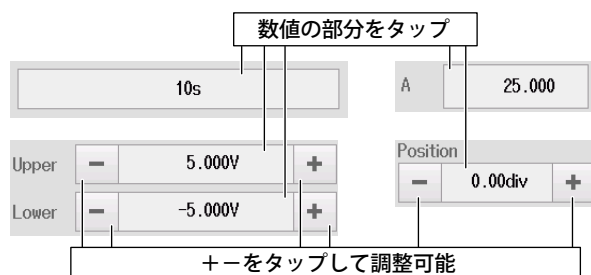 数値の部分をタップ
10s
A 25.000
Upper − 5.000V +
Position
− 0.00div +
Lower − -5.000V +
＋－をタップして調整可能